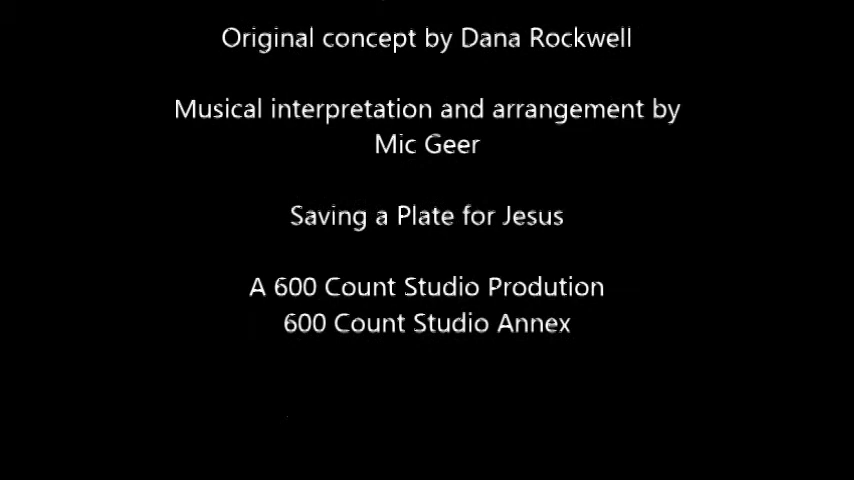 Original concept by Dana Rockwell
Musical interpretation and arrangement by
Mic Geer
Saving a Plate for Jesus
A 600 Count Studio Prodution
600 Count Studio Annex